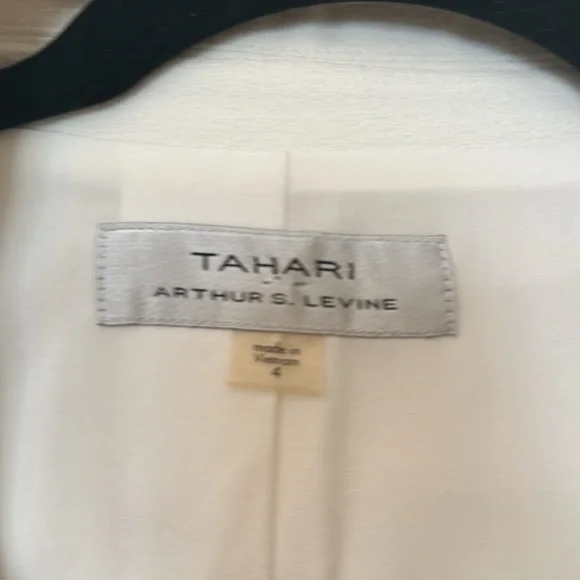 TAHARI
ARTHUR S. LEVINE
made in
Vietnam
4